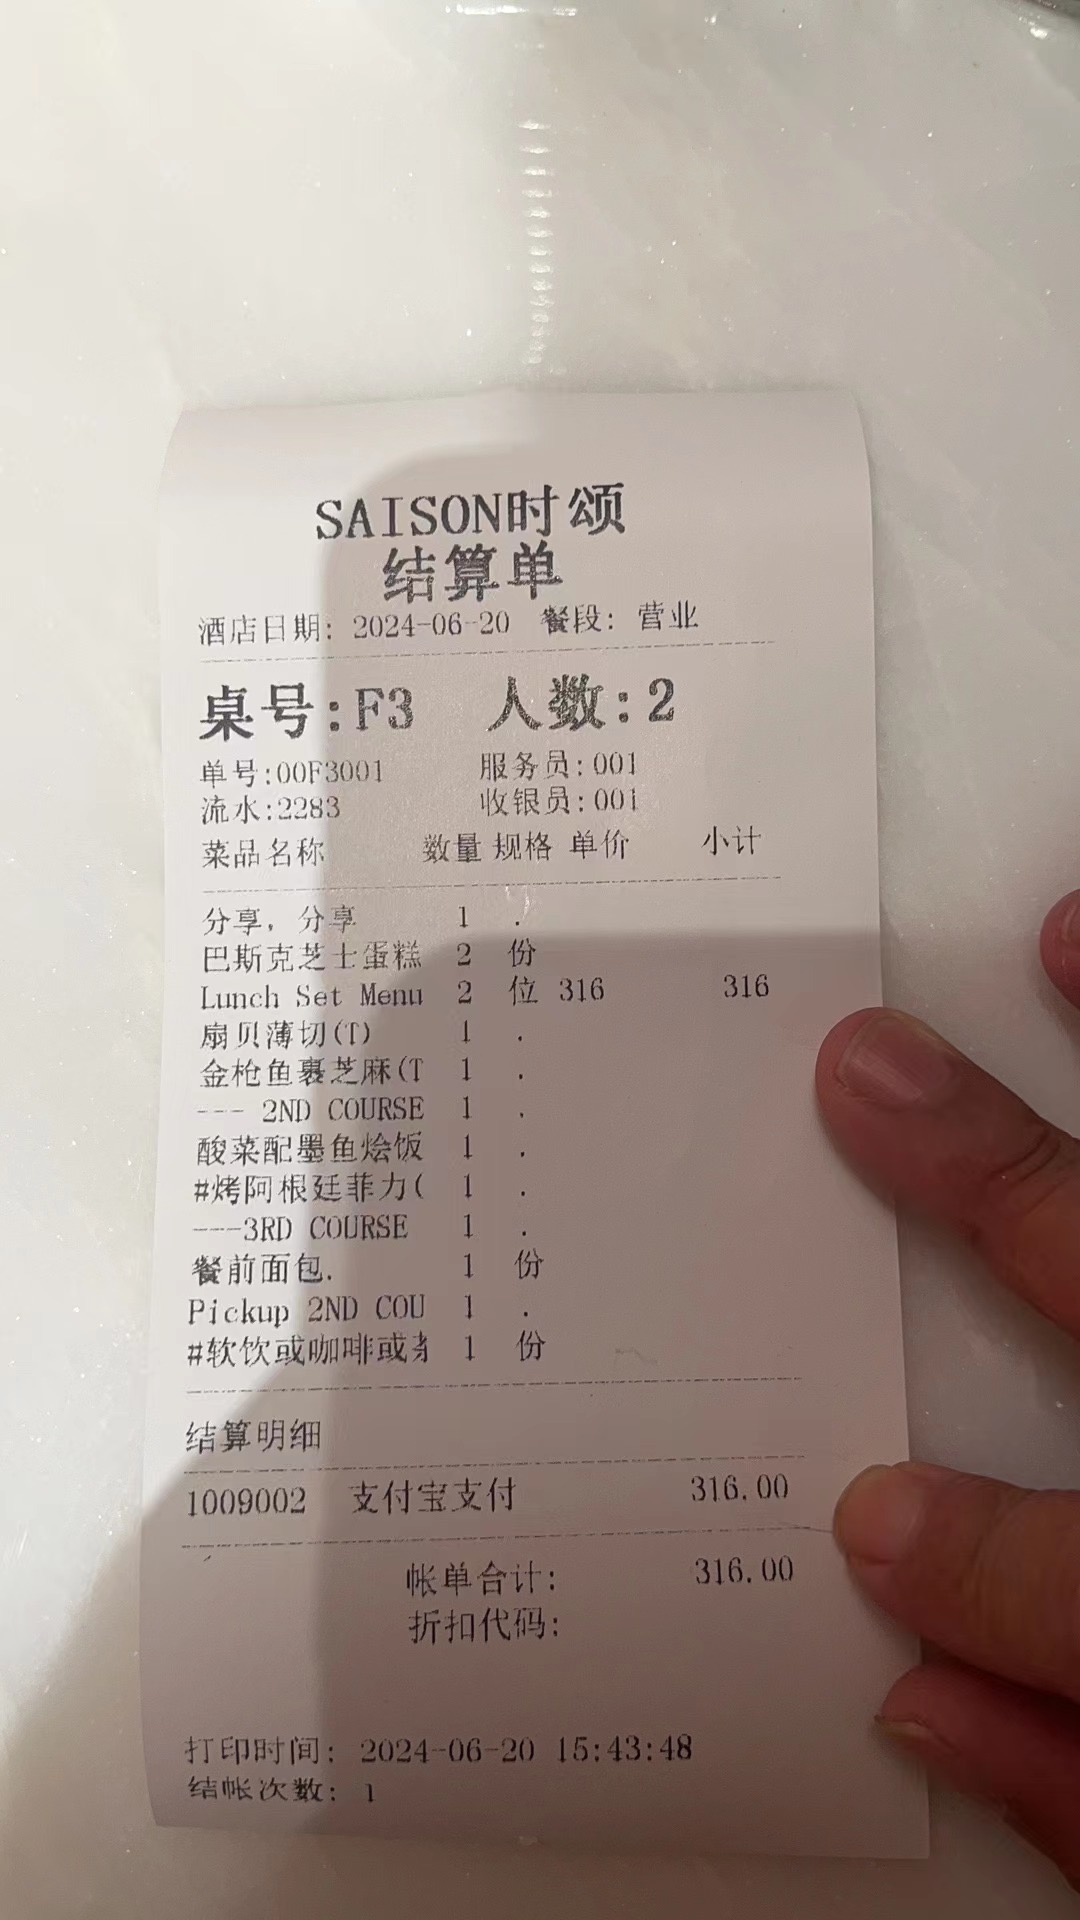 SAISON时颂
结算单
酒店日期: 2024-06-20 餐段: 营业
桌号:F3 人数:2
单号:00F3001 服务员:001
流水:2283 收银员:001
菜品名称 数量 规格 单价 小计
分享，分享 1 .
巴斯克芝士蛋糕 2 份
Lunch Set Menu 2 位 316 316
扇贝薄切(T) 1 .
金枪鱼裹芝麻(T 1 .
--- 2ND COURSE 1 .
酸菜配墨鱼烩饭 1 .
#烤阿根廷菲力( 1 .
---3RD COURSE 1 .
餐前面包. 1 份
Pickup 2ND COU 1 .
#软饮或咖啡或 1 份
结算明细
1009002 支付宝支付 316.00
帐单合计: 316.00
折扣代码:
打印时间: 2024-06-20 15:43:48
结帐次数: 1